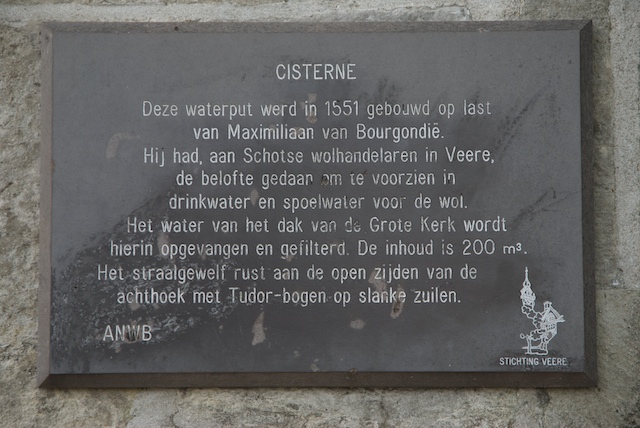 CISTERNE
Deze waterput werd in 1551 gebouwd op last
van Maximiliaan van Bourgondië.
Hij had, aan Schotse wolhandelaren in Veere,
de belofte gedaan om te voorzien in
drinkwater en spoelwater voor de wol.
Het water van het dak van de Grote Kerk wordt
hierin opgevangen en gefilterd. De inhoud is 200 m³.
Het straalgewelf rust aan de open zijden van de
achthoek met Tudor-bogen op slanke zuilen.
ANWB
STICHTING VEERE